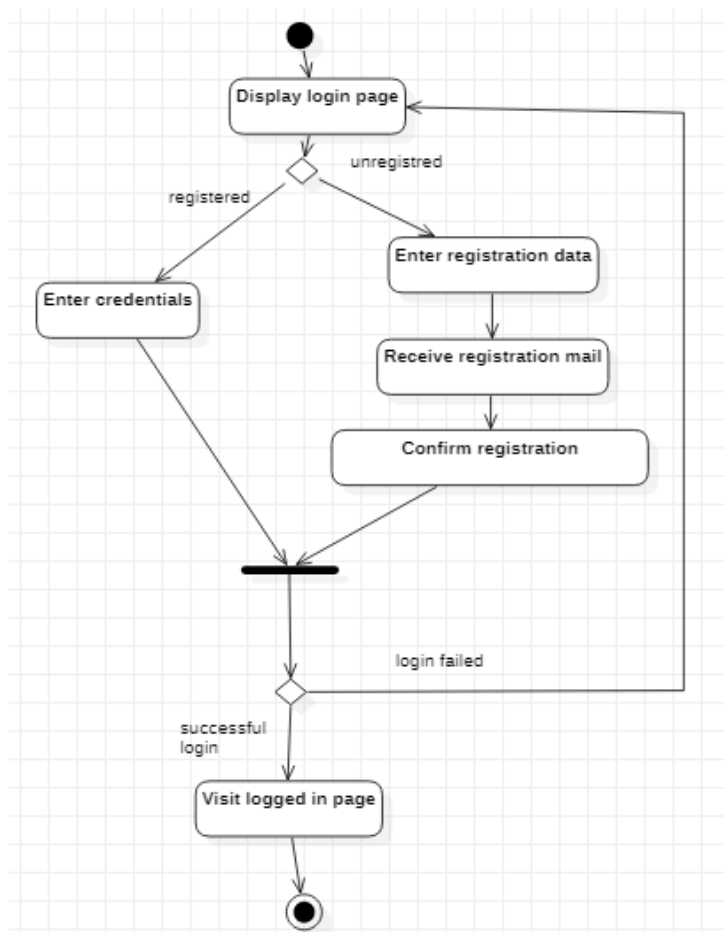 Display login page
unregistred
registered
Enter registration data
Enter credentials
Receive registration mail
Confirm registration
login failed
successful
login
Visit logged in page